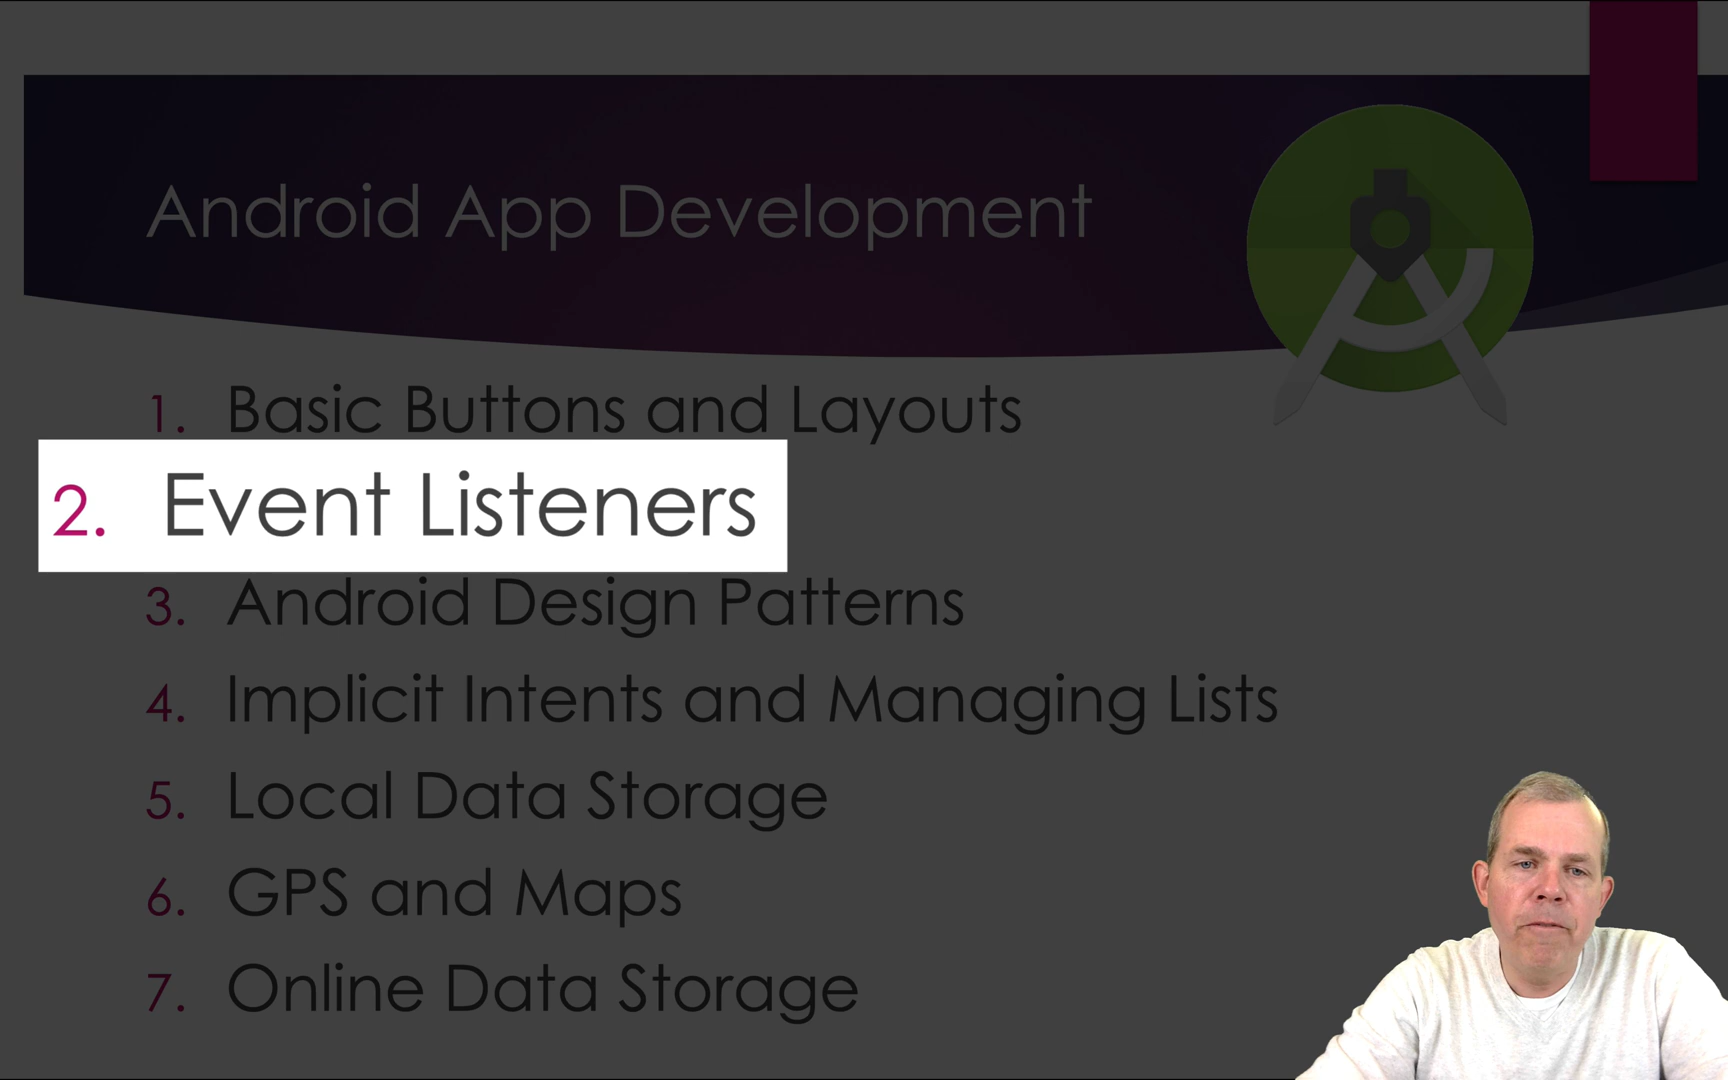 Android App Development
1. Basic Buttons and Layouts
2. Event Listeners
3. Android Design Patterns
4. Implicit Intents and Managing Lists
5. Local Data Storage
6. GPS and Maps
7. Online Data Storage